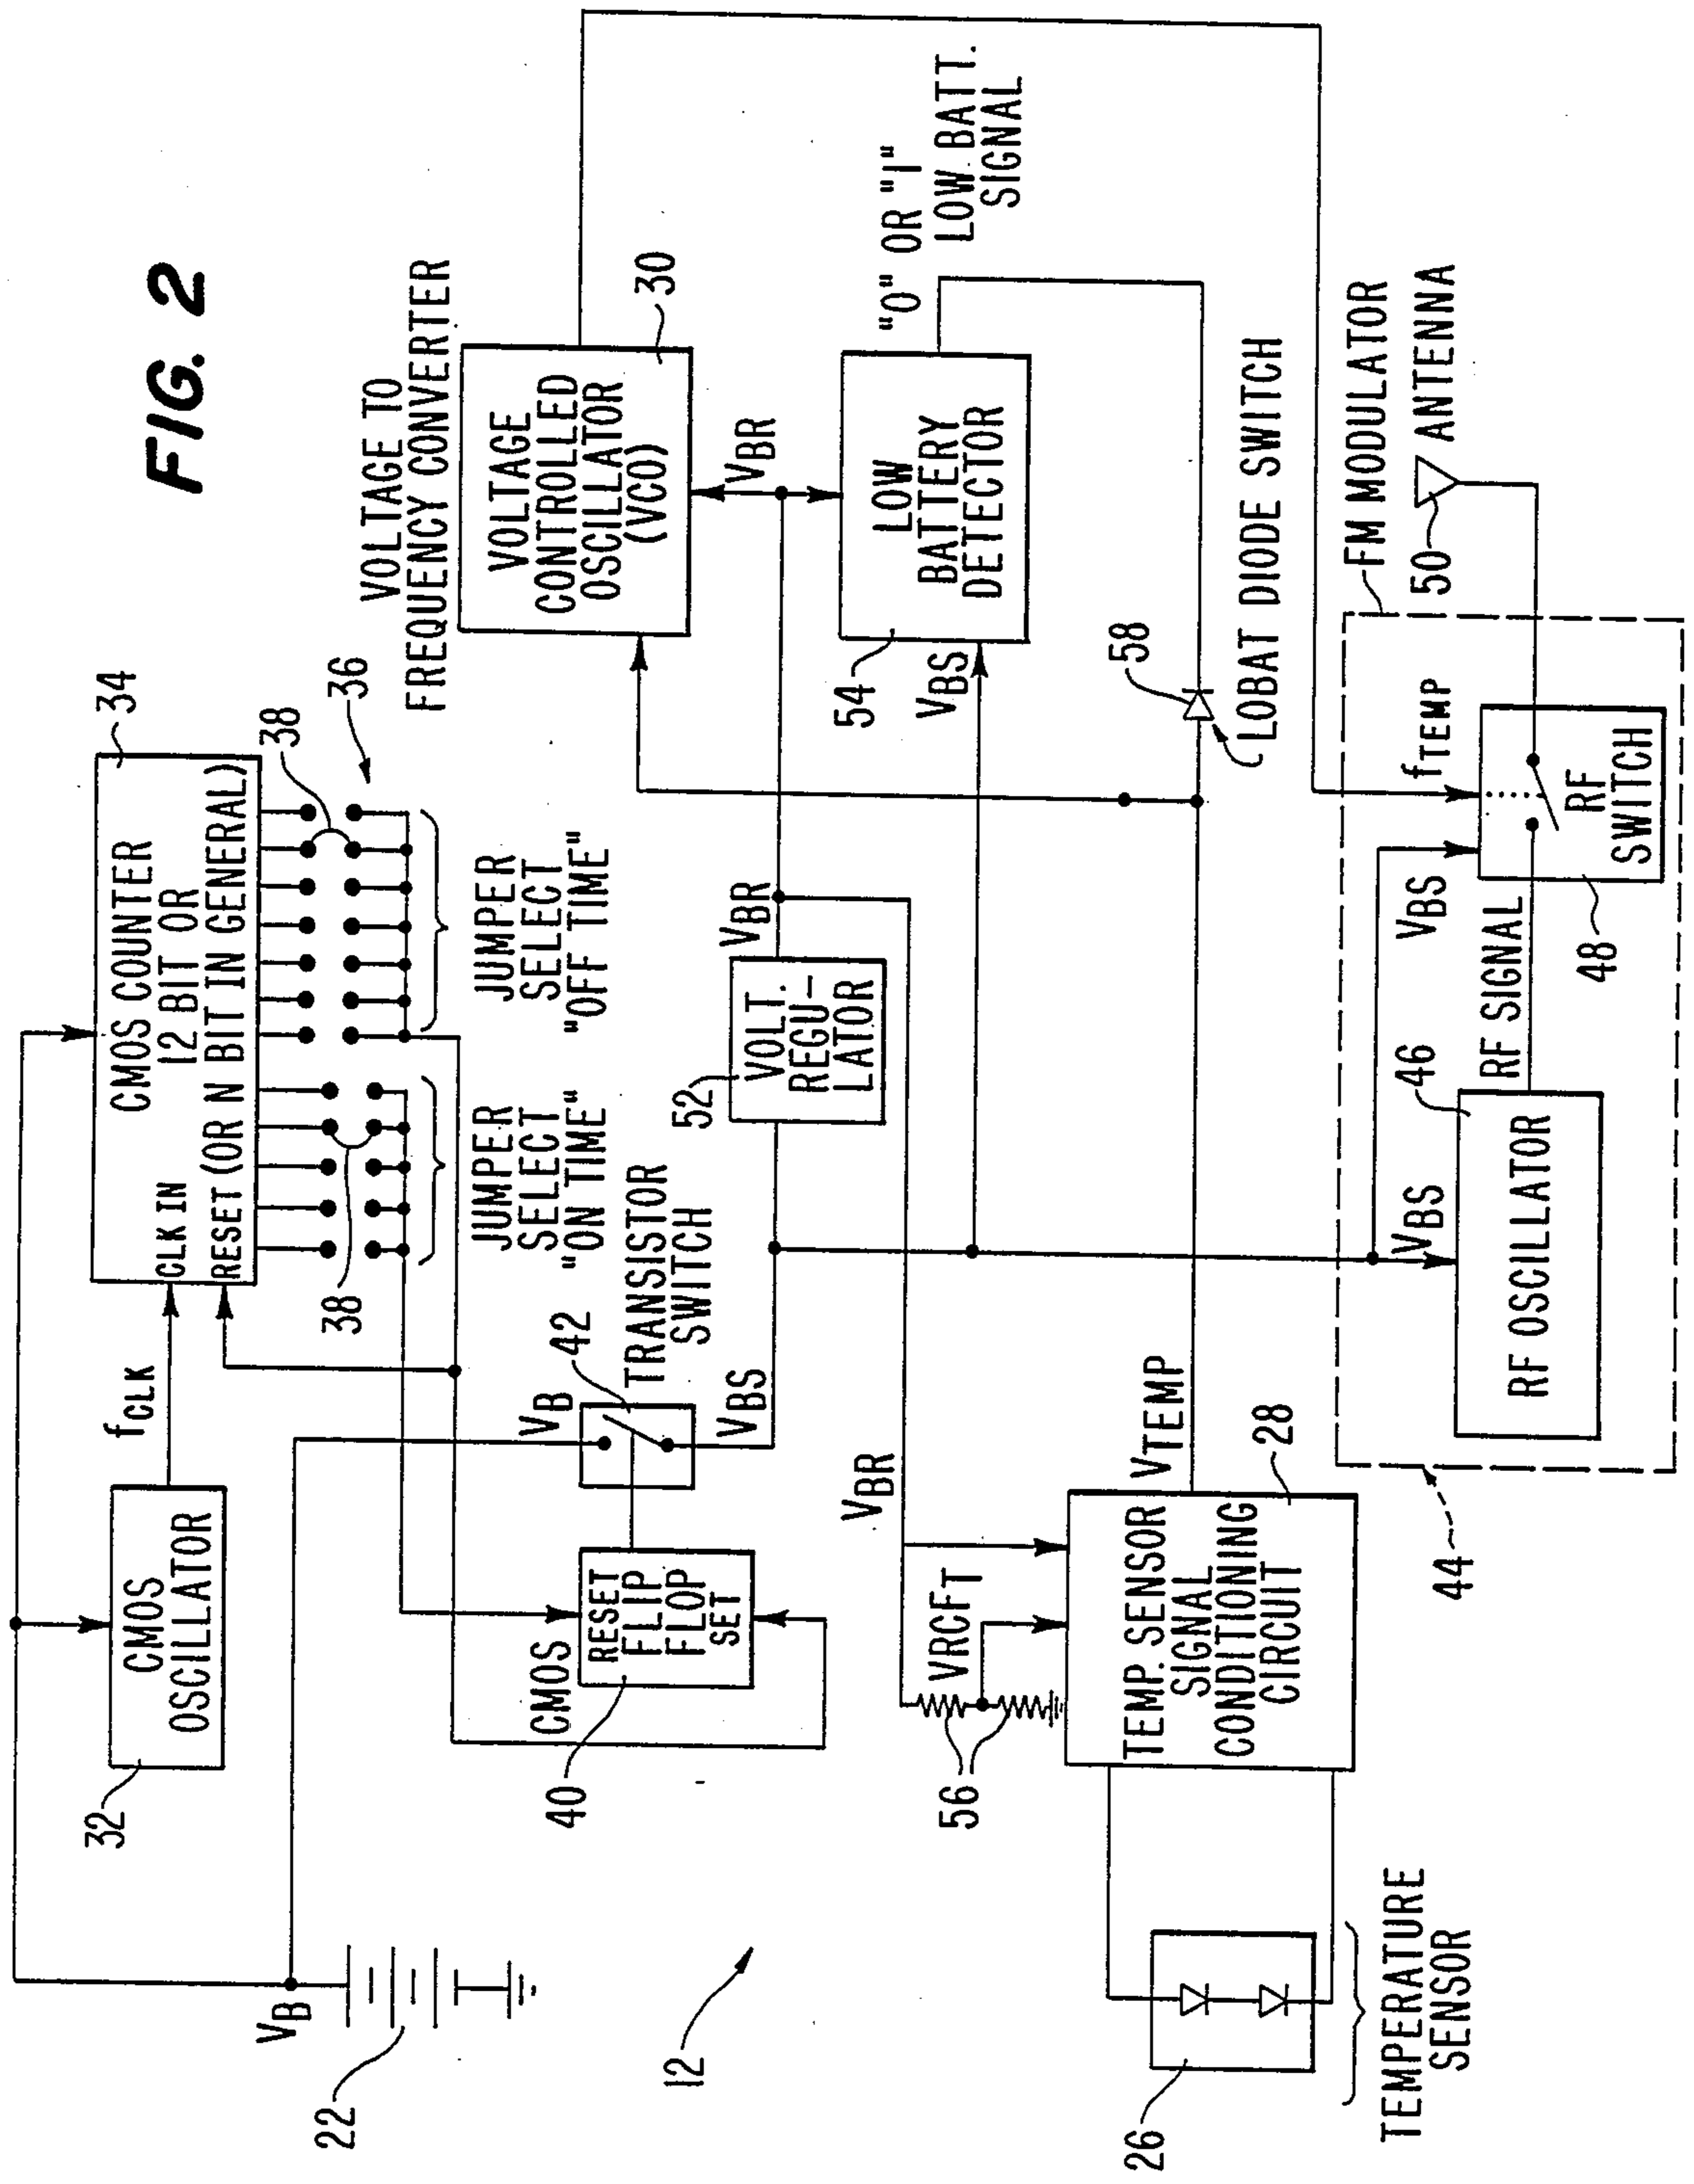 FIG. 2
34
CMOS COUNTER
12 BIT OR
(OR N BIT IN GENERAL)
CLK IN
RESET
fCLK
CMOS
OSCILLATOR
32
38
38
36
JUMPER
SELECT
"OFF TIME"
JUMPER
SELECT
"ON TIME"
VOLTAGE TO
FREQUENCY CONVERTER
VOLTAGE
CONTROLLED
OSCILLATOR
(VCO)
30
VB
22
VB
42
TRANSISTOR
SWITCH
VBS
CMOS
RESET
FLIP
FLOP
SET
40
52
VOLT.
REGU-
LATOR
VBR
VBR
LOW
BATTERY
DETECTOR
54
VBS
"0" OR "1"
LOW BATT.
SIGNAL
58
LOBAT DIODE SWITCH
12
VBR
VRCFT
56
TEMP. SENSOR
SIGNAL
CONDITIONING
CIRCUIT
28
VTEMP
26
TEMPERATURE
SENSOR
44
VBS
46
RF OSCILLATOR
RF SIGNAL
VBS
fTEMP
RF
SWITCH
48
FM MODULATOR
50
ANTENNA